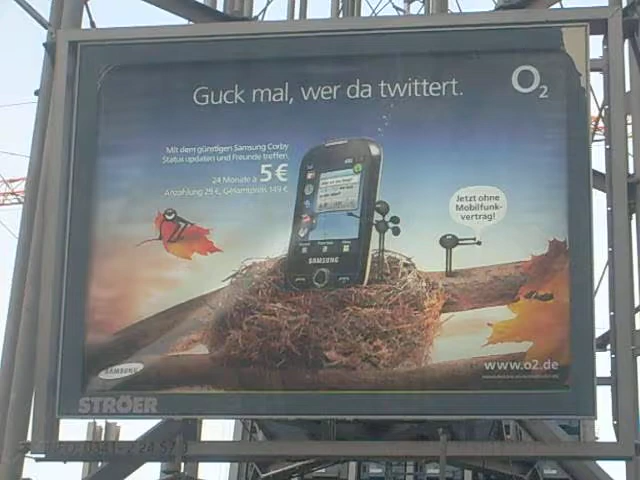 Guck mal, wer da twittert.
O2
Mit dem günstigen Samsung Corby
Status updaten und Freunde treffen.
24 Monate à 5 €
Anzahlung 29 €, Gesamtpreis 149 €
Jetzt ohne
Mobilfunk-
vertrag!
SAMSUNG
SAMSUNG
www.o2.de
STRÖER